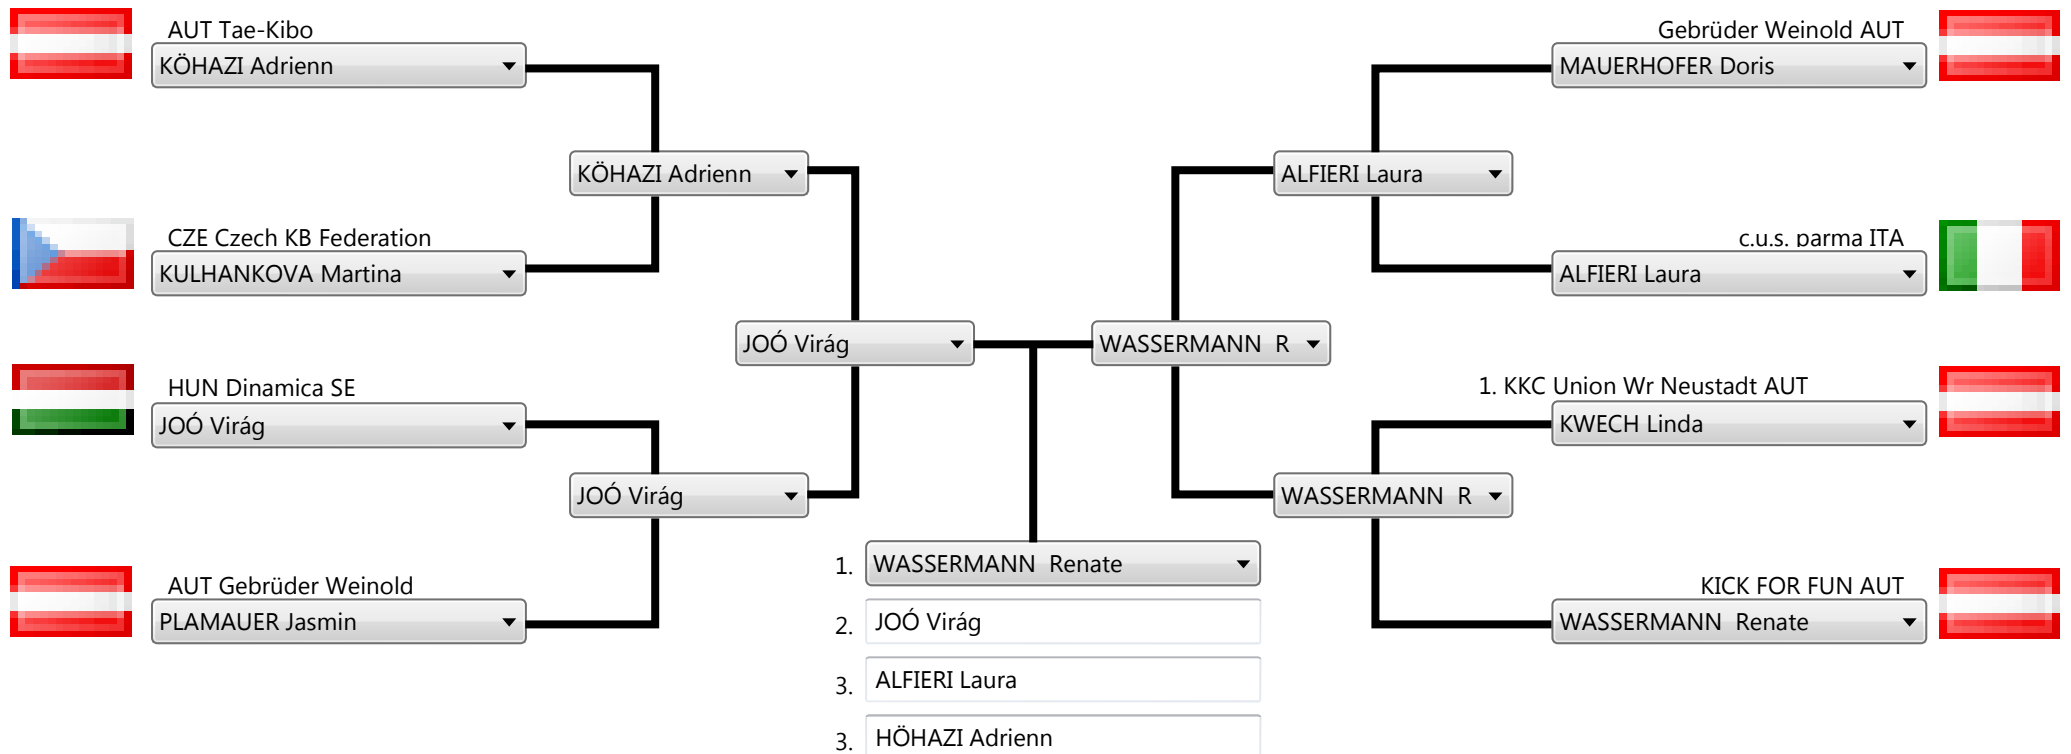 AUT Tae-Kibo
KÖHAZI Adrienn
Gebrüder Weinold AUT
MAUERHOFER Doris
KÖHAZI Adrienn
ALFIERI Laura
CZE Czech KB Federation
KULHANKOVA Martina
c.u.s. parma ITA
ALFIERI Laura
JOÓ Virág
WASSERMANN R
HUN Dinamica SE
JOÓ Virág
1. KKC Union Wr Neustadt AUT
KWECH Linda
JOÓ Virág
WASSERMANN R
AUT Gebrüder Weinold
PLAMAUER Jasmin
KICK FOR FUN AUT
WASSERMANN Renate
1. WASSERMANN Renate
2. JOÓ Virág
3. ALFIERI Laura
3. HÖHAZI Adrienn